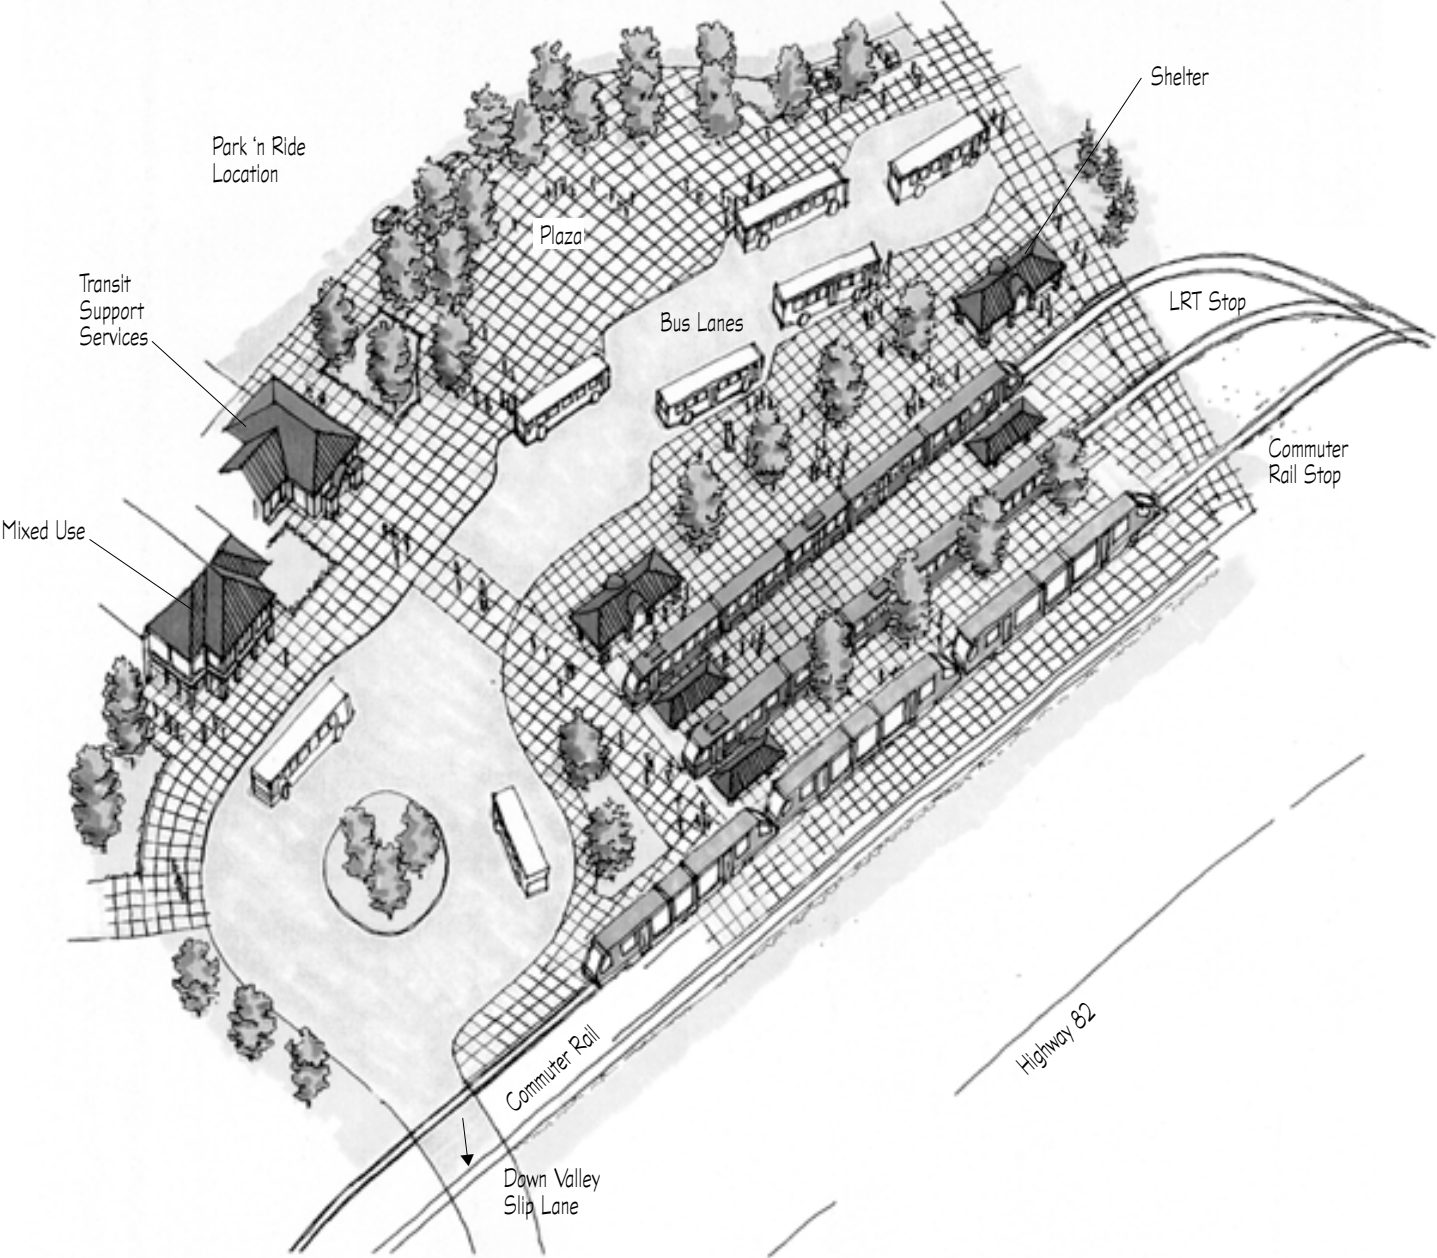 Shelter
Park 'n Ride
Location
Plaza
Transit
Support
Services
LRT Stop
Bus Lanes
Commuter
Rail Stop
Mixed Use
Highway 82
Commuter Rail
Down Valley
Slip Lane